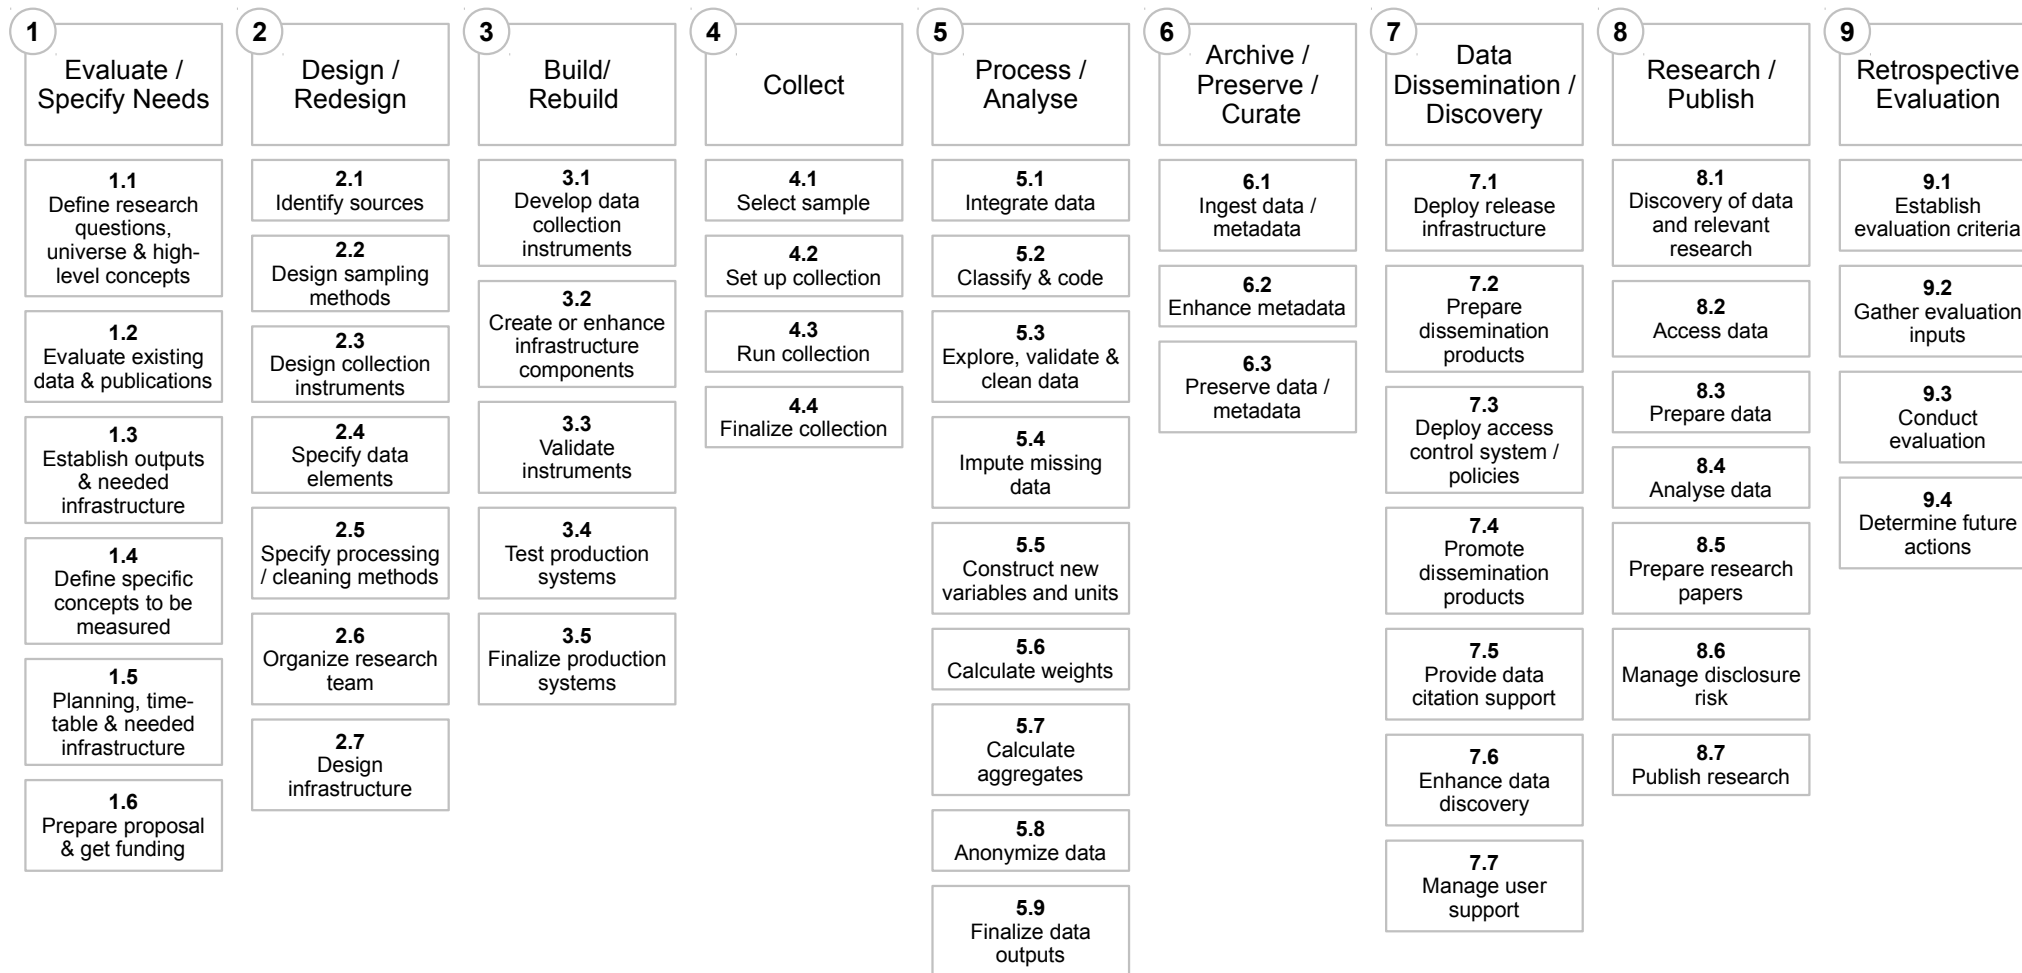 1
Evaluate /
Specify Needs
1.1
Define research
questions,
universe & high-
level concepts
1.2
Evaluate existing
data & publications
1.3
Establish outputs
& needed
infrastructure
1.4
Define specific
concepts to be
measured
1.5
Planning, time-
table & needed
infrastructure
1.6
Prepare proposal
& get funding
2
Design /
Redesign
2.1
Identify sources
2.2
Design sampling
methods
2.3
Design collection
instruments
2.4
Specify data
elements
2.5
Specify processing
/ cleaning methods
2.6
Organize research
team
2.7
Design
infrastructure
3
Build/
Rebuild
3.1
Develop data
collection
instruments
3.2
Create or enhance
infrastructure
components
3.3
Validate
instruments
3.4
Test production
systems
3.5
Finalize production
systems
4
Collect
4.1
Select sample
4.2
Set up collection
4.3
Run collection
4.4
Finalize collection
5
Process /
Analyse
5.1
Integrate data
5.2
Classify & code
5.3
Explore, validate &
clean data
5.4
Impute missing
data
5.5
Construct new
variables and units
5.6
Calculate weights
5.7
Calculate
aggregates
5.8
Anonymize data
5.9
Finalize data
outputs
6
Archive /
Preserve /
Curate
6.1
Ingest data /
metadata
6.2
Enhance metadata
6.3
Preserve data /
metadata
7
Data
Dissemination /
Discovery
7.1
Deploy release
infrastructure
7.2
Prepare
dissemination
products
7.3
Deploy access
control system /
policies
7.4
Promote
dissemination
products
7.5
Provide data
citation support
7.6
Enhance data
discovery
7.7
Manage user
support
8
Research /
Publish
8.1
Discovery of data
and relevant
research
8.2
Access data
8.3
Prepare data
8.4
Analyse data
8.5
Prepare research
papers
8.6
Manage disclosure
risk
8.7
Publish research
9
Retrospective
Evaluation
9.1
Establish
evaluation criteria
9.2
Gather evaluation
inputs
9.3
Conduct
evaluation
9.4
Determine future
actions